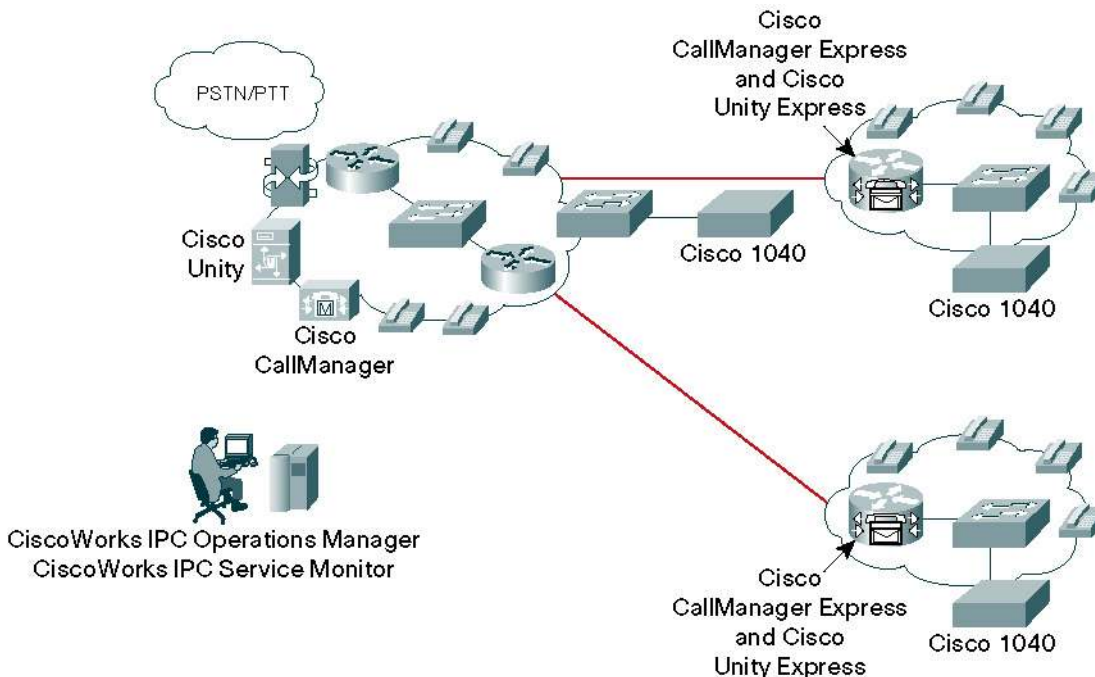 Cisco
CallManager Express
and Cisco
Unity Express
PSTN/PTT
Cisco
Unity
Cisco 1040
Cisco 1040
M
Cisco
CallManager
CiscoWorks IPC Operations Manager
CiscoWorks IPC Service Monitor
Cisco
CallManager Express
and Cisco
Unity Express
Cisco 1040